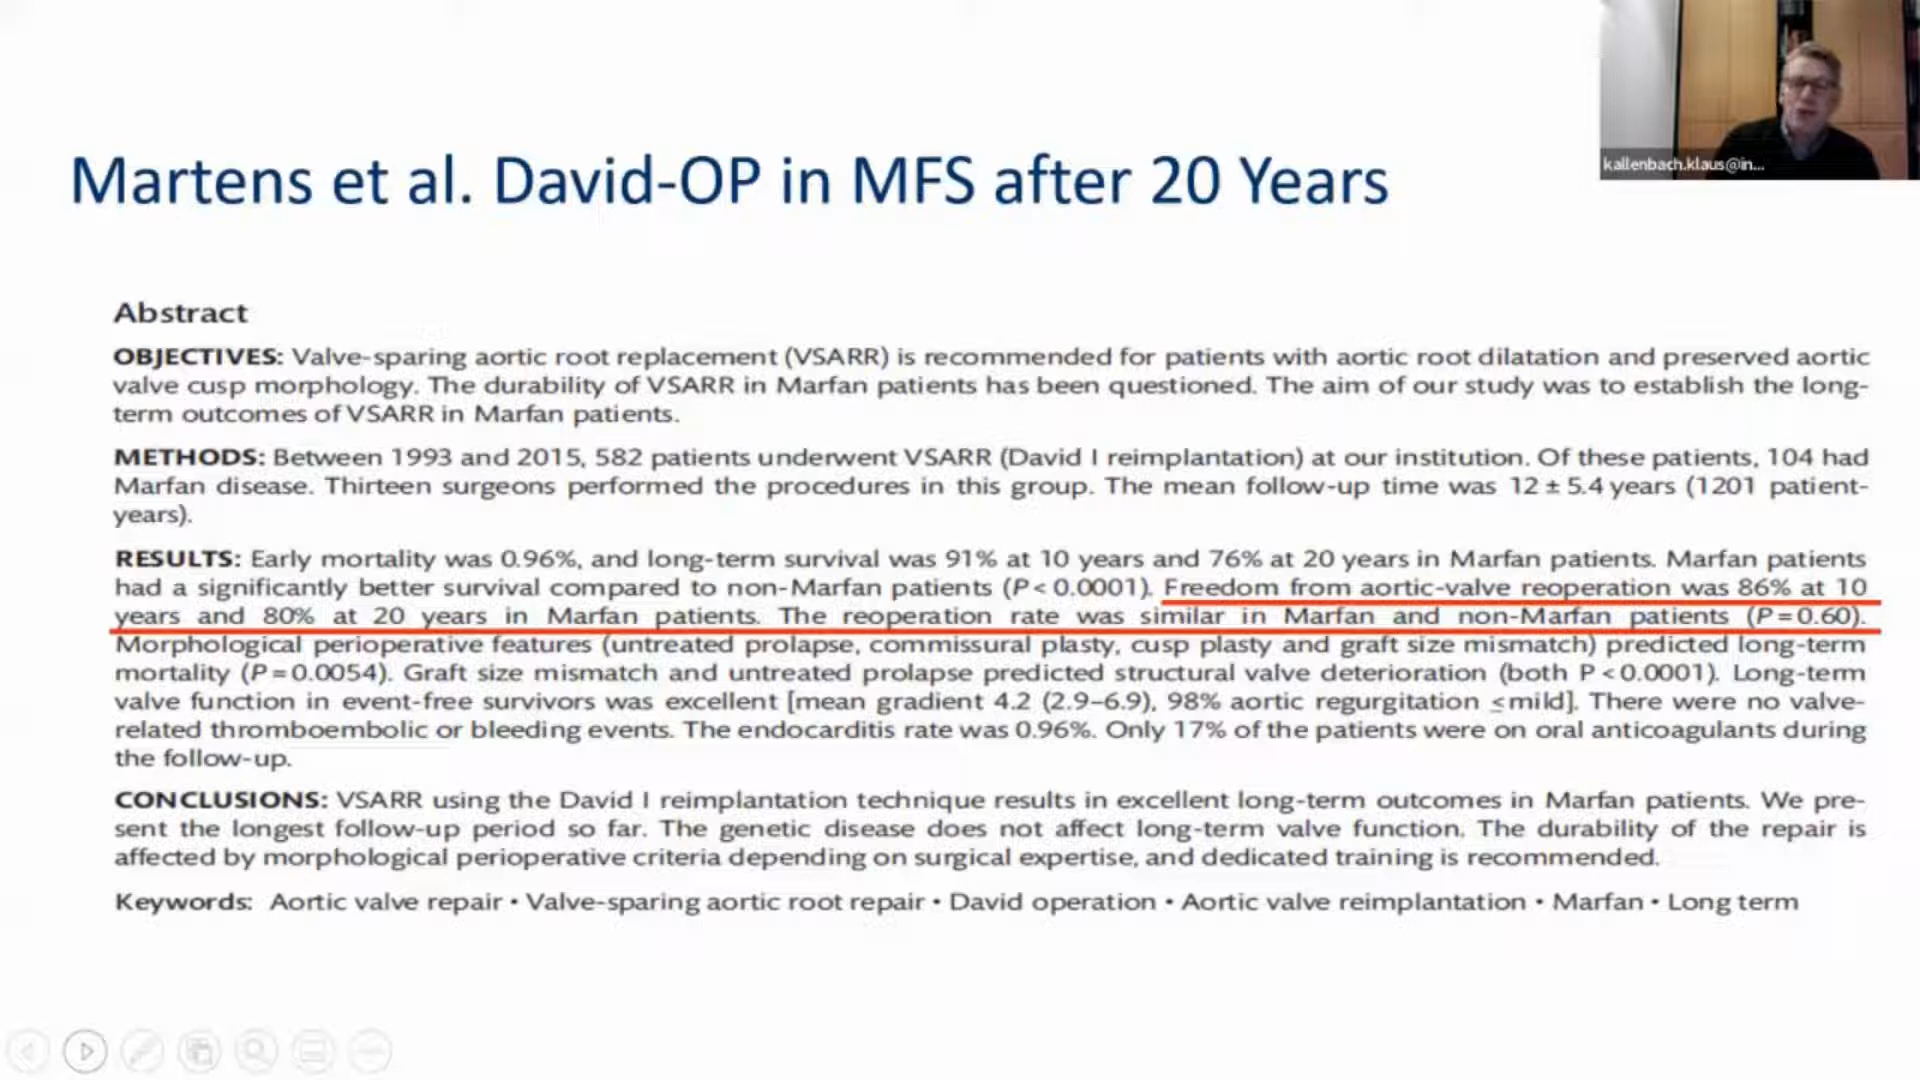 kallenbach.klaus@in...
Martens et al. David-OP in MFS after 20 Years
Abstract
OBJECTIVES: Valve-sparing aortic root replacement (VSARR) is recommended for patients with aortic root dilatation and preserved aortic
valve cusp morphology. The durability of VSARR in Marfan patients has been questioned. The aim of our study was to establish the long-
term outcomes of VSARR in Marfan patients.
METHODS: Between 1993 and 2015, 582 patients underwent VSARR (David I reimplantation) at our institution. Of these patients, 104 had
Marfan disease. Thirteen surgeons performed the procedures in this group. The mean follow-up time was 12 ± 5.4 years (1201 patient-
years).
RESULTS: Early mortality was 0.96%, and long-term survival was 91% at 10 years and 76% at 20 years in Marfan patients. Marfan patients
had a significantly better survival compared to non-Marfan patients (P < 0.0001). Freedom from aortic-valve reoperation was 86% at 10
years and 80% at 20 years in Marfan patients. The reoperation rate was similar in Marfan and non-Marfan patients (P = 0.60).
Morphological perioperative features (untreated prolapse, commissural plasty, cusp plasty and graft size mismatch) predicted long-term
mortality (P = 0.0054). Graft size mismatch and untreated prolapse predicted structural valve deterioration (both P < 0.0001). Long-term
valve function in event-free survivors was excellent [mean gradient 4.2 (2.9–6.9), 98% aortic regurgitation ≤mild]. There were no valve-
related thromboembolic or bleeding events. The endocarditis rate was 0.96%. Only 17% of the patients were on oral anticoagulants during
the follow-up.
CONCLUSIONS: VSARR using the David I reimplantation technique results in excellent long-term outcomes in Marfan patients. We pre-
sent the longest follow-up period so far. The genetic disease does not affect long-term valve function. The durability of the repair is
affected by morphological perioperative criteria depending on surgical expertise, and dedicated training is recommended.
Keywords: Aortic valve repair • Valve-sparing aortic root repair • David operation • Aortic valve reimplantation • Marfan • Long term